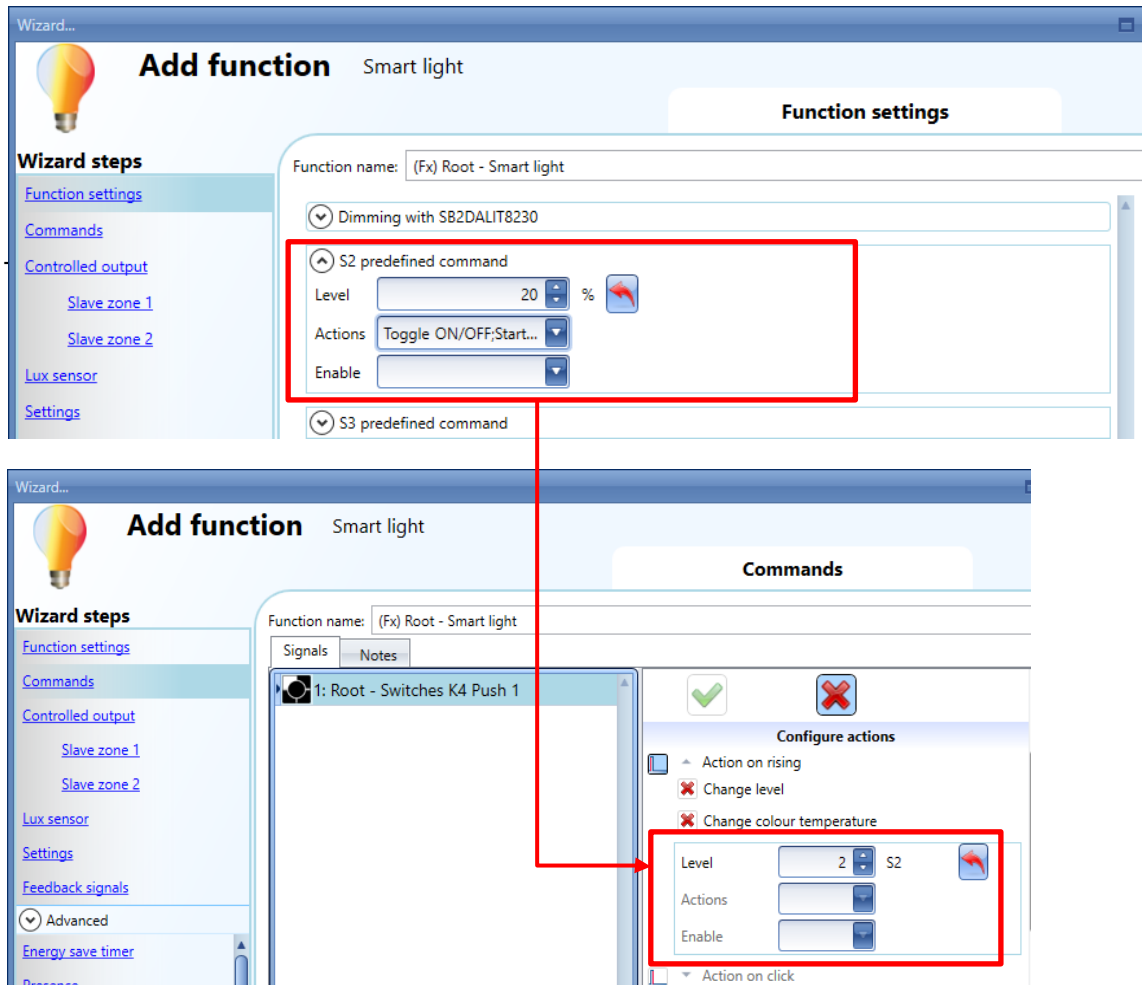 Wizard...
Add function Smart light
Function settings
Wizard steps
Function name: (Fx) Root - Smart light
Function settings
Dimming with SB2DALIT8230
Commands
S2 predefined command
Controlled output
Level 20 %
Slave zone 1
Actions Toggle ON/OFF;Start...
Slave zone 2
Enable
Lux sensor
Settings
S3 predefined command
Wizard...
Add function Smart light
Commands
Wizard steps
Function name: (Fx) Root - Smart light
Function settings
Signals Notes
Commands
1: Root - Switches K4 Push 1
Controlled output
Configure actions
Slave zone 1
Action on rising
Slave zone 2
Change level
Lux sensor
Change colour temperature
Settings
Level 2 S2
Feedback signals
Actions
Advanced
Enable
Energy save timer
Presence
Action on click